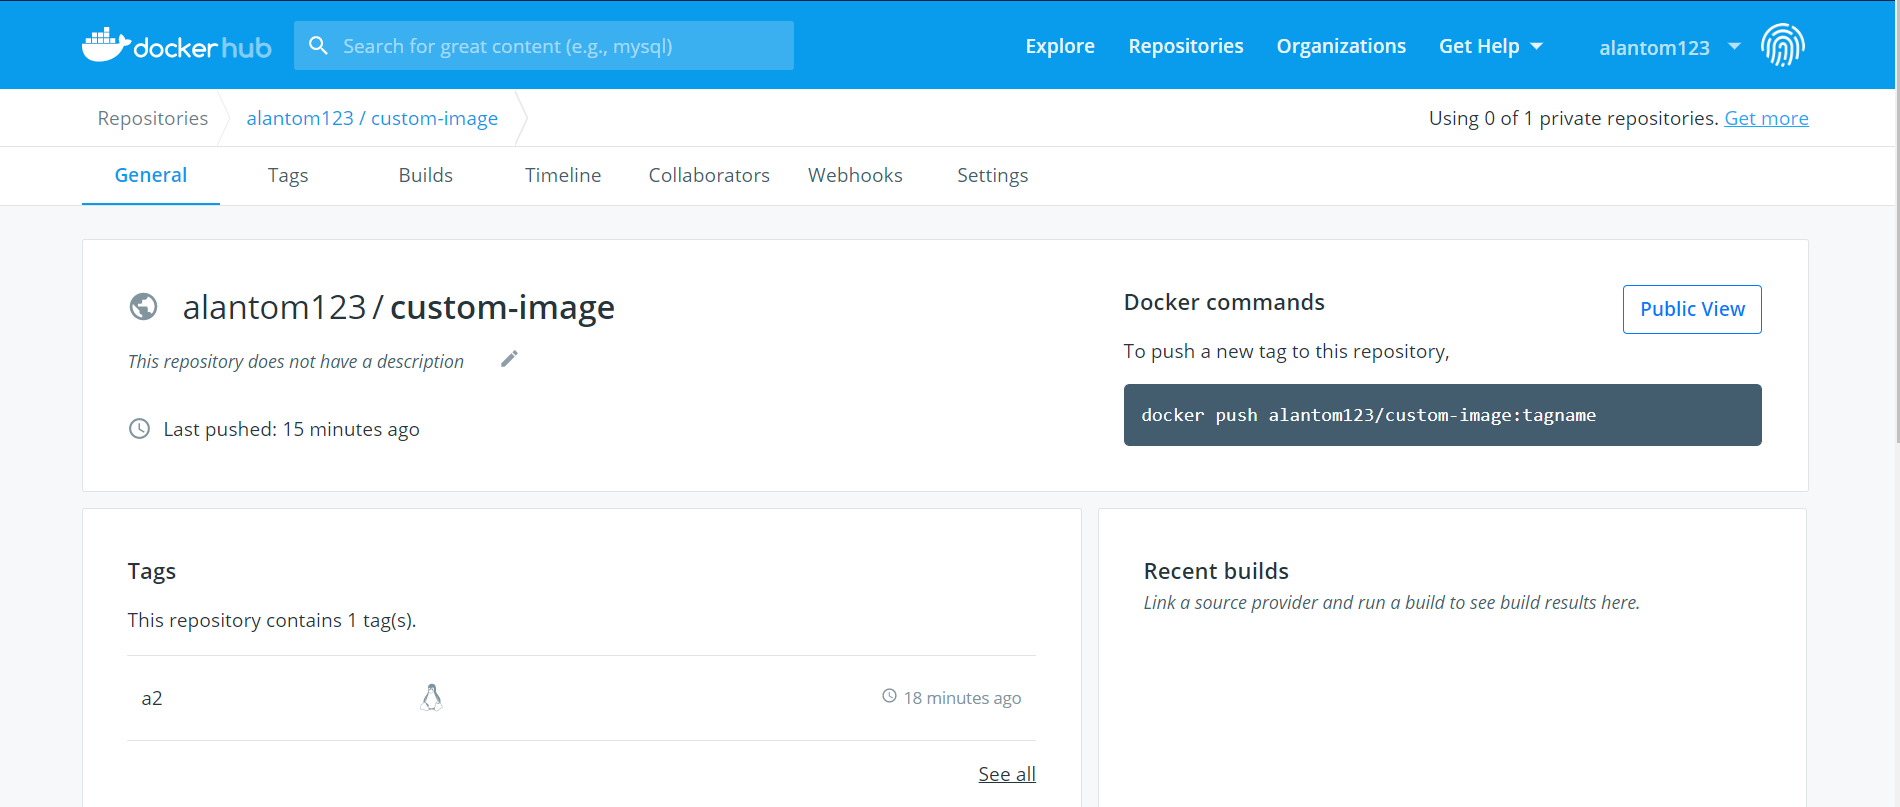 docker hub
Search for great content (e.g., mysql)
Explore
Repositories
Organizations
Get Help
alantom123
Repositories
alantom123 / custom-image
Using 0 of 1 private repositories. Get more
General
Tags
Builds
Timeline
Collaborators
Webhooks
Settings
alantom123 / custom-image
This repository does not have a description
Last pushed: 15 minutes ago
Docker commands
Public View
To push a new tag to this repository,
docker push alantom123/custom-image:tagname
Tags
This repository contains 1 tag(s).
a2
18 minutes ago
See all
Recent builds
Link a source provider and run a build to see build results here.